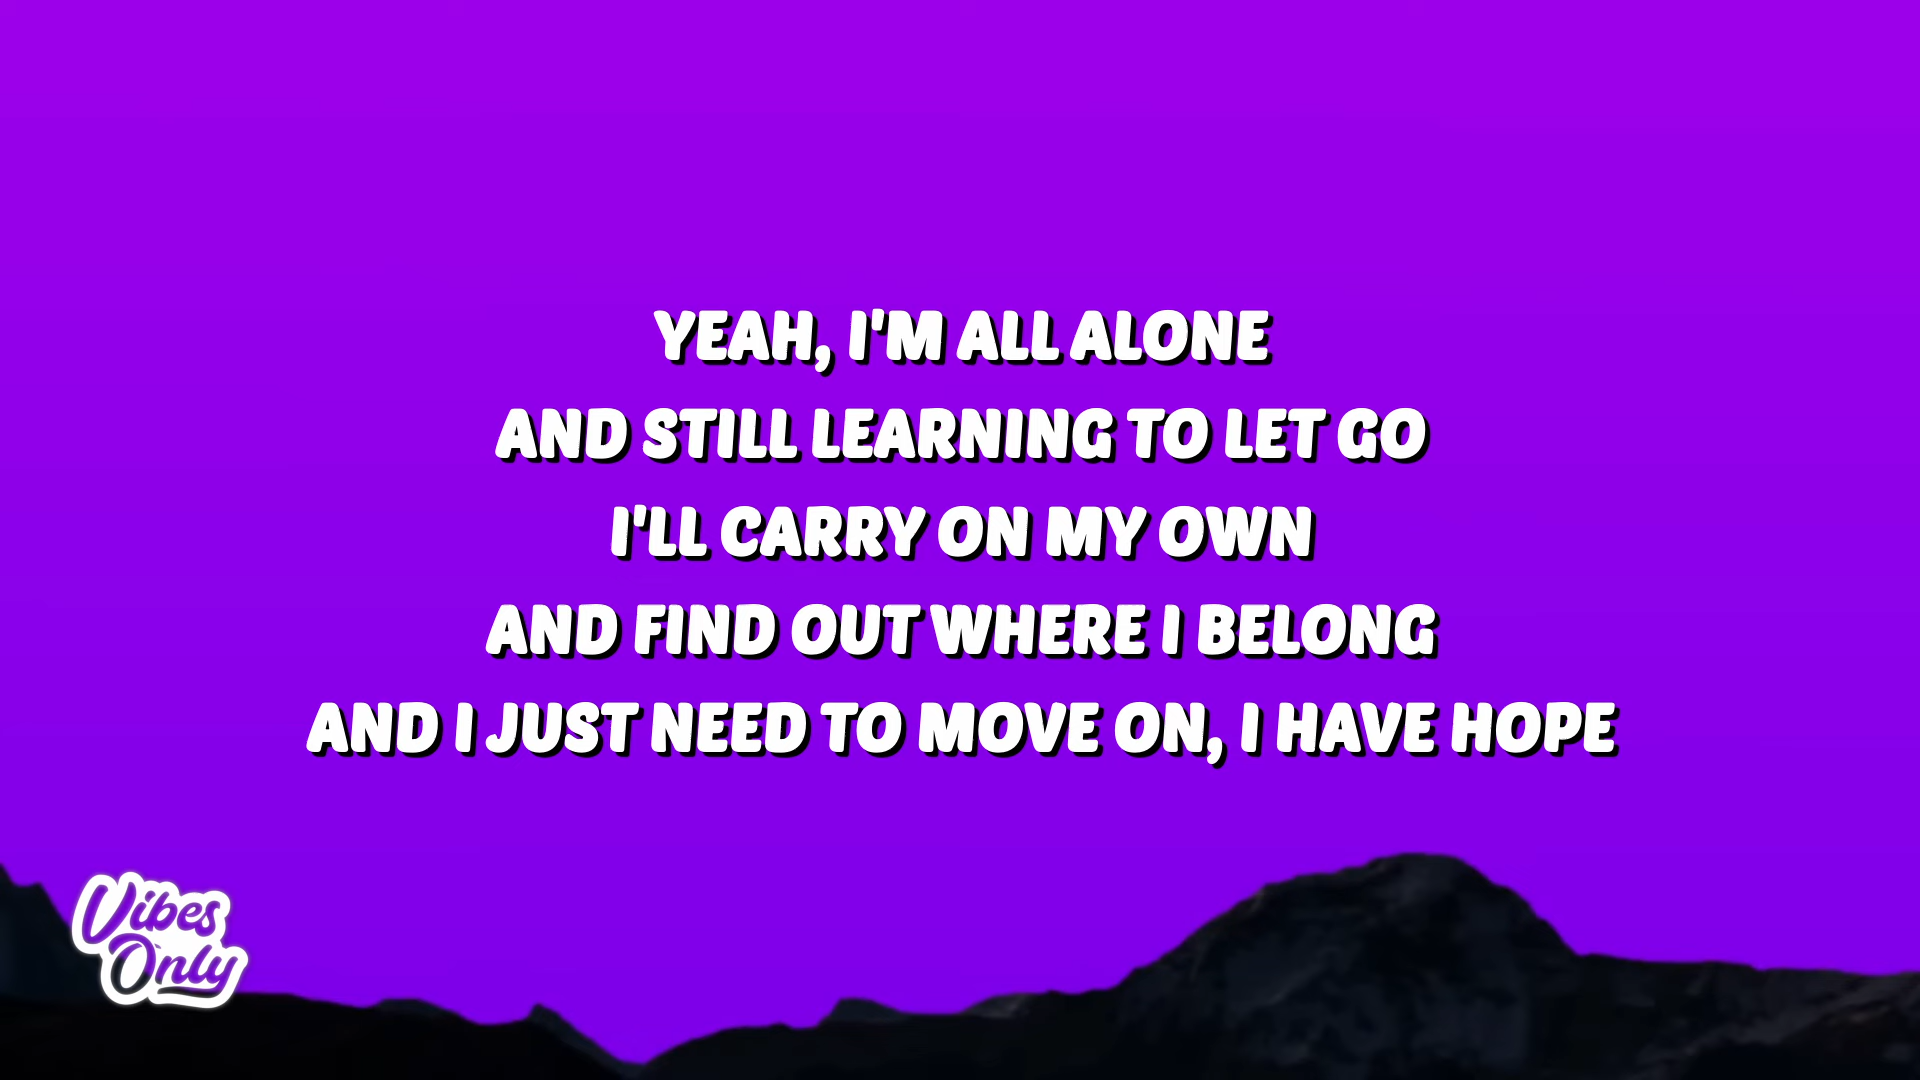 YEAH, I'M ALL ALONE
AND STILL LEARNING TO LET GO
I'LL CARRY ON MY OWN
AND FIND OUT WHERE I BELONG
AND I JUST NEED TO MOVE ON, I HAVE HOPE
Vibes
Only